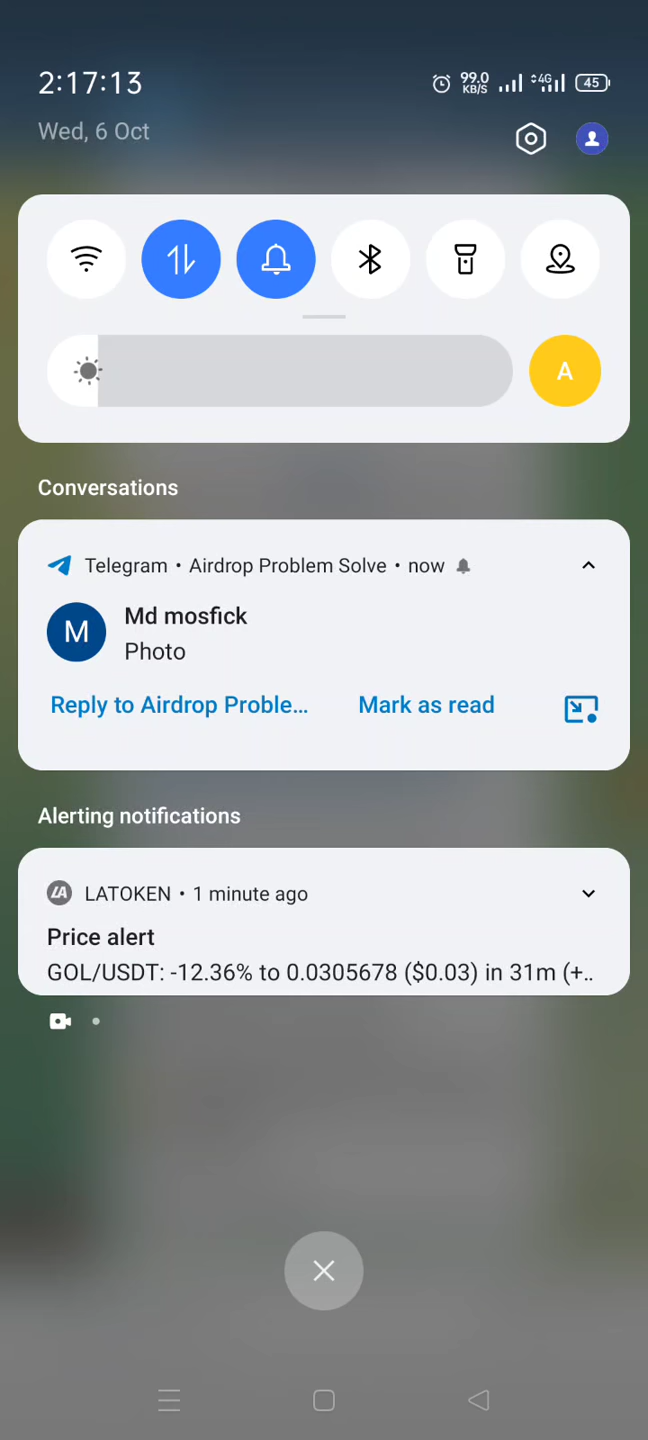 2:17:13
99.0
KB/S
4G
45
Wed, 6 Oct
A
Conversations
Telegram • Airdrop Problem Solve • now
M
Md mosfick
Photo
Reply to Airdrop Proble...
Mark as read
Alerting notifications
LA
LATOKEN • 1 minute ago
Price alert
GOL/USDT: -12.36% to 0.0305678 ($0.03) in 31m (+..